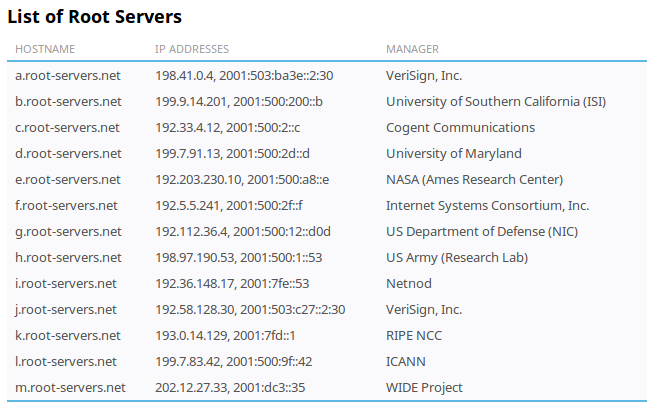 List of Root Servers
HOSTNAME IP ADDRESSES MANAGER
a.root-servers.net 198.41.0.4, 2001:503:ba3e::2:30 VeriSign, Inc.
b.root-servers.net 199.9.14.201, 2001:500:200::b University of Southern California (ISI)
c.root-servers.net 192.33.4.12, 2001:500:2::c Cogent Communications
d.root-servers.net 199.7.91.13, 2001:500:2d::d University of Maryland
e.root-servers.net 192.203.230.10, 2001:500:a8::e NASA (Ames Research Center)
f.root-servers.net 192.5.5.241, 2001:500:2f::f Internet Systems Consortium, Inc.
g.root-servers.net 192.112.36.4, 2001:500:12::d0d US Department of Defense (NIC)
h.root-servers.net 198.97.190.53, 2001:500:1::53 US Army (Research Lab)
i.root-servers.net 192.36.148.17, 2001:7fe::53 Netnod
j.root-servers.net 192.58.128.30, 2001:503:c27::2:30 VeriSign, Inc.
k.root-servers.net 193.0.14.129, 2001:7fd::1 RIPE NCC
l.root-servers.net 199.7.83.42, 2001:500:9f::42 ICANN
m.root-servers.net 202.12.27.33, 2001:dc3::35 WIDE Project